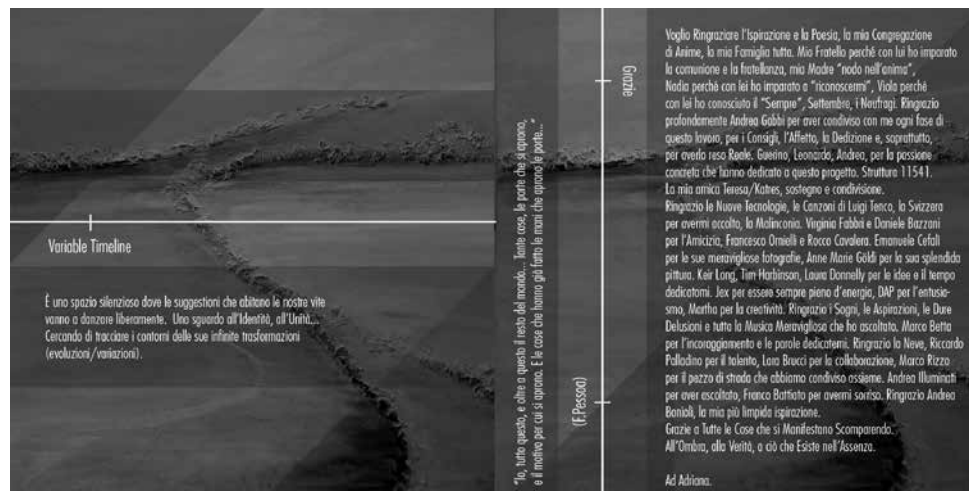 Variable Timeline
È uno spazio silenzioso dove le suggestioni che abitano le nostre vite
vanno a danzare liberamente. Uno sguardo all'Identità, all'Unità...
Cercando di tracciare i contorni delle sue infinite trasformazioni
(evoluzioni/variazioni).
"Io, tutto questo, e oltre a questo il resto del mondo... Tante cose, le porte che si aprono,
e il motivo per cui si aprono. E le cose che hanno già fatto le mani che aprono le porte..."
(F.Pessoa)
Grazie
Voglio Ringraziare l'Ispirazione e la Poesia, la mia Congregazione
di Anime, la mia Famiglia tutta. Mio Fratello perché con lui ho imparato
la comunione e la fratellanza, mia Madre "nodo nell'anima",
Nadia perchè con lei ho imparato a "riconoscermi", Viola perchè
con lei ho conosciuto il "Sempre", Settembre, i Naufragi. Ringrazio
profondamente Andrea Gabbi per aver condiviso con me ogni fase di
questo lavoro, per i Consigli, l'Affetto, la Dedizione e, soprattutto,
per averlo reso Reale. Guerino, Leonardo, Andrea, per la passione
concreta che hanno dedicato a questo progetto. Struttura 11541.
La mia amica Teresa/Katres, sostegno e condivisione.
Ringrazio le Nuove Tecnologie, le Canzoni di Luigi Tenco, la Svizzera
per avermi accolto, la Malinconia. Virginia Fabbri e Daniele Bazzani
per l'Amicizia, Francesco Omielli e Rocco Cavalera. Emanuele Cefalì
per le sue meravigliose fotografie, Anne Marie Göldi per la sua splendida
pittura. Keir Long, Tim Harbinson, Laura Donnelly per le idee e il tempo
dedicatomi. Jex per essere sempre pieno d'energia, DAP per l'entusia-
smo, Martha per la creatività. Ringrazio i Sogni, le Aspirazioni, le Dure
Delusioni e tutta la Musica Meravigliosa che ho ascoltato. Marco Betta
per l'incoraggiamento e le parole dedicatemi. Ringrazio la Neve, Riccardo
Palladino per il talento, Lara Brucci per la collaborazione, Marco Rizzo
per il pezzo di strada che abbiamo condiviso assieme. Andrea Illuminati
per aver ascoltato, Franco Battiato per avermi sorriso. Ringrazio Andrea
Bonioli, la mia più limpida ispirazione.
Grazie a Tutte le Cose che si Manifestano Scomparendo.
All'Ombra, alla Verità, a ciò che Esiste nell'Assenza.
Ad Adriana.